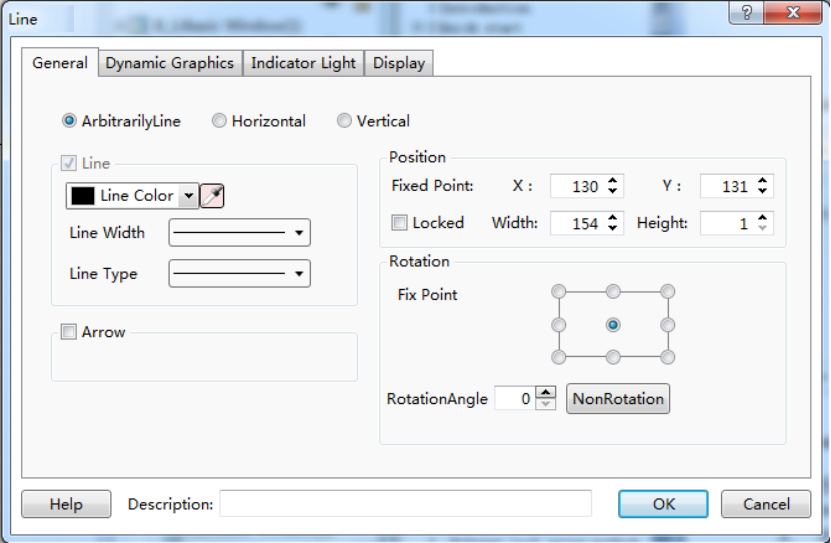 Line
?
General Dynamic Graphics Indicator Light Display
ArbitrarilyLine Horizontal Vertical
Line
Line Color
Line Width
Line Type
Arrow
Position
Fixed Point: X : 130 Y : 131
Locked Width: 154 Height: 1
Rotation
Fix Point
RotationAngle 0 NonRotation
Help Description: OK Cancel